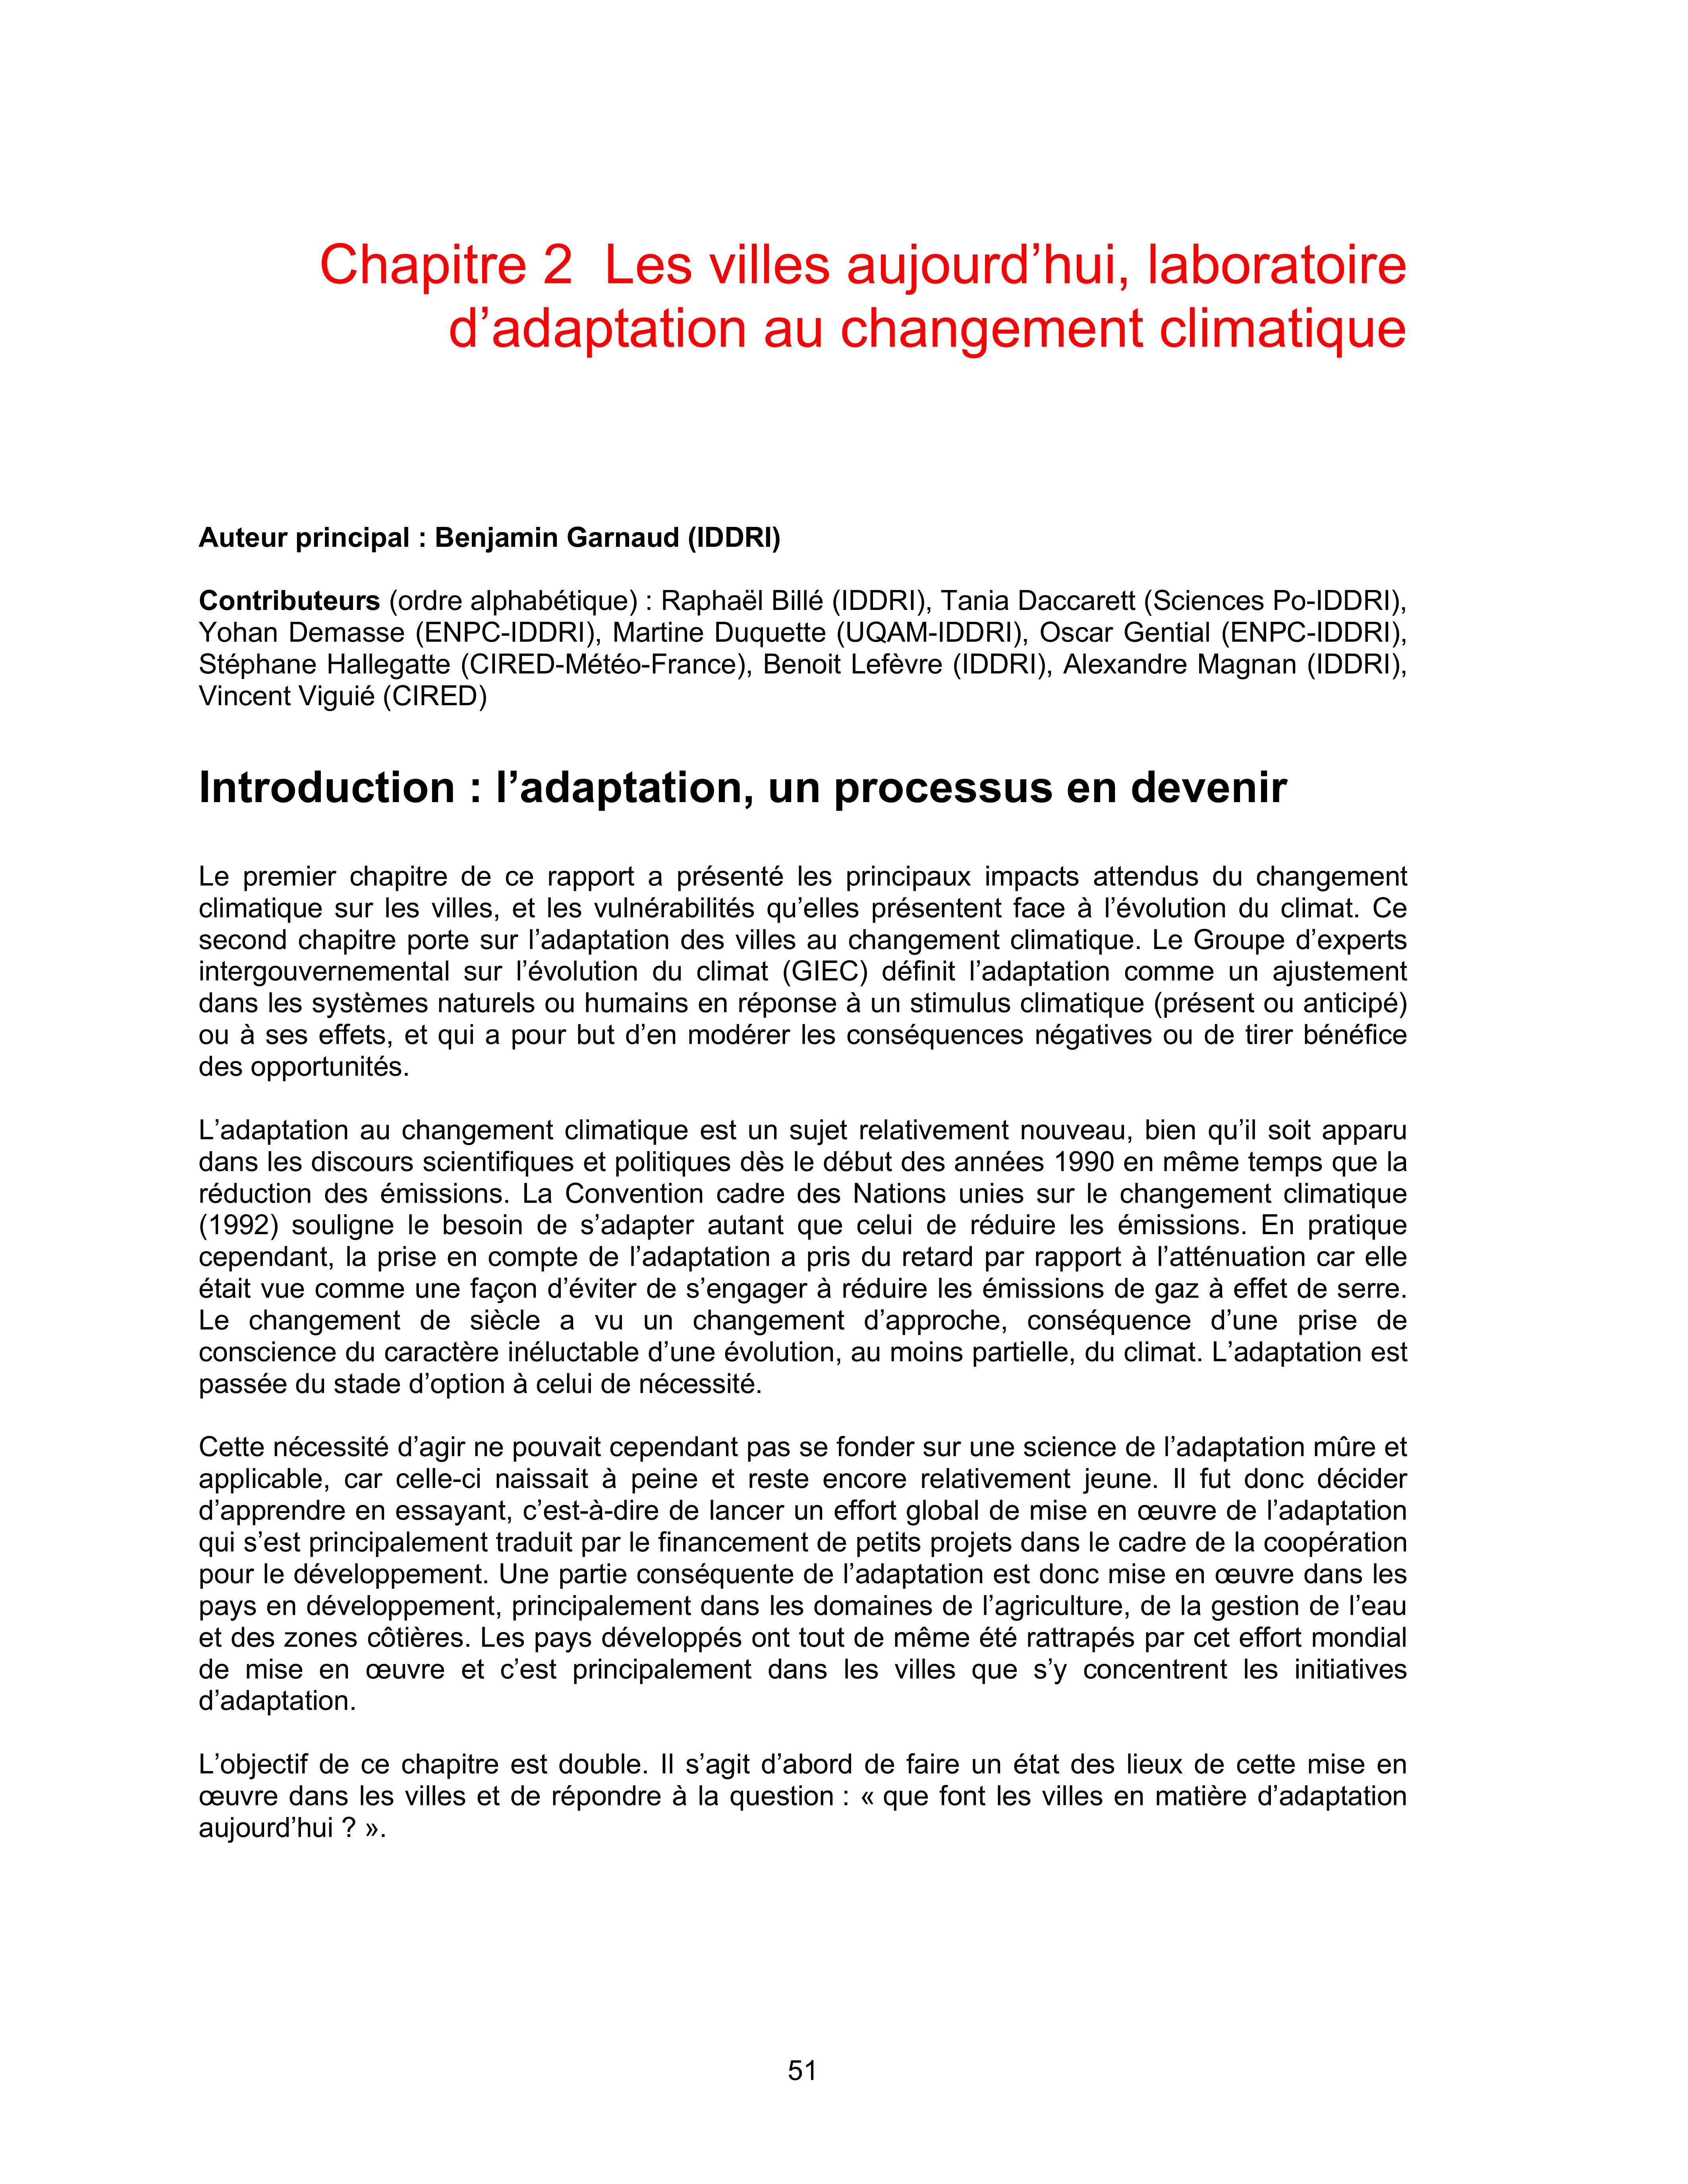 Chapitre 2  Les villes aujourd’hui, laboratoire
d’adaptation au changement climatique
Auteur principal : Benjamin Garnaud (IDDRI)
Contributeurs (ordre alphabétique) : Raphaël Billé (IDDRI), Tania Daccarett (Sciences Po-IDDRI),
Yohan Demasse (ENPC-IDDRI), Martine Duquette (UQAM-IDDRI), Oscar Gential (ENPC-IDDRI),
Stéphane Hallegatte (CIRED-Météo-France), Benoit Lefèvre (IDDRI), Alexandre Magnan (IDDRI),
Vincent Viguié (CIRED)
Introduction : l’adaptation, un processus en devenir
Le premier chapitre de ce rapport a présenté les principaux impacts attendus du changement
climatique sur les villes, et les vulnérabilités qu’elles présentent face à l’évolution du climat. Ce
second chapitre porte sur l’adaptation des villes au changement climatique. Le Groupe d’experts
intergouvernemental sur l’évolution du climat (GIEC) définit l’adaptation comme un ajustement
dans les systèmes naturels ou humains en réponse à un stimulus climatique (présent ou anticipé)
ou à ses effets, et qui a pour but d’en modérer les conséquences négatives ou de tirer bénéfice
des opportunités.
L’adaptation au changement climatique est un sujet relativement nouveau, bien qu’il soit apparu
dans les discours scientifiques et politiques dès le début des années 1990 en même temps que la
réduction des émissions. La Convention cadre des Nations unies sur le changement climatique
(1992) souligne le besoin de s’adapter autant que celui de réduire les émissions. En pratique
cependant, la prise en compte de l’adaptation a pris du retard par rapport à l’atténuation car elle
était vue comme une façon d’éviter de s’engager à réduire les émissions de gaz à effet de serre.
Le changement de siècle a vu un changement d’approche, conséquence d’une prise de
conscience du caractère inéluctable d’une évolution, au moins partielle, du climat. L’adaptation est
passée du stade d’option à celui de nécessité.
Cette nécessité d’agir ne pouvait cependant pas se fonder sur une science de l’adaptation mûre et
applicable, car celle-ci naissait à peine et reste encore relativement jeune. Il fut donc décider
d’apprendre en essayant, c’est-à-dire de lancer un effort global de mise en œuvre de l’adaptation
qui s’est principalement traduit par le financement de petits projets dans le cadre de la coopération
pour le développement. Une partie conséquente de l’adaptation est donc mise en œuvre dans les
pays en développement, principalement dans les domaines de l’agriculture, de la gestion de l’eau
et des zones côtières. Les pays développés ont tout de même été rattrapés par cet effort mondial
de mise en œuvre et c’est principalement dans les villes que s’y concentrent les initiatives
d’adaptation.
L’objectif de ce chapitre est double. Il s’agit d’abord de faire un état des lieux de cette mise en
œuvre dans les villes et de répondre à la question : « que font les villes en matière d’adaptation
aujourd’hui ? ».
51